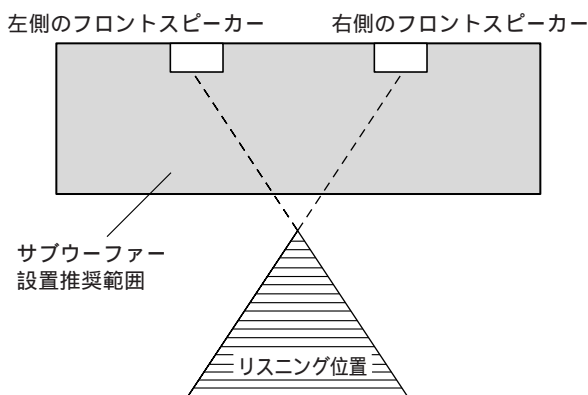 左側のフロントスピーカー
右側のフロントスピーカー
サブウーファー
設置推奨範囲
リスニング位置